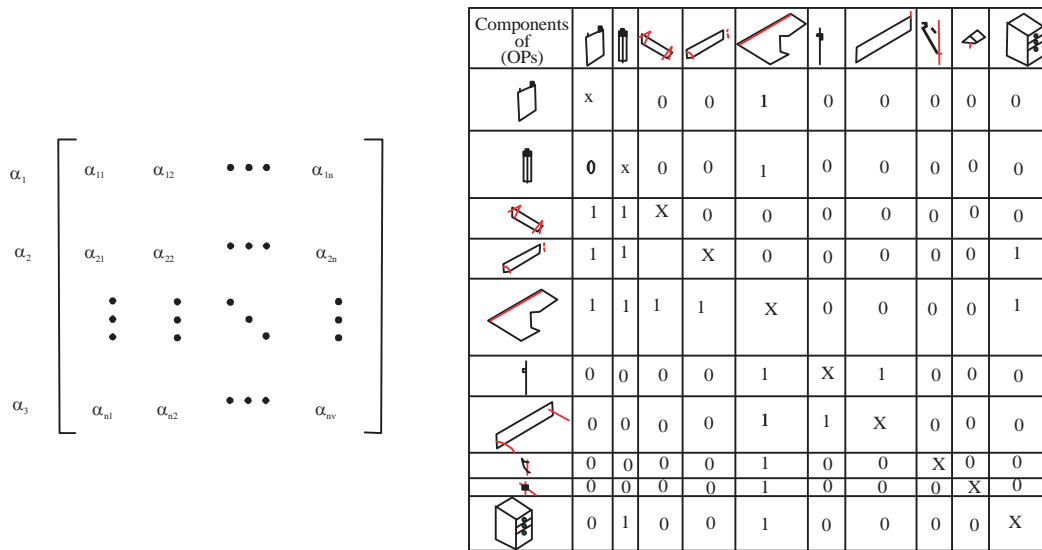 α1 α11 α12 α1n
α2 α21 α22 α2n
α3 αn1 αn2 αnv
Components
of
(OPs)
x 0 0 1 0 0 0 0 0
0 x 0 0 1 0 0 0 0 0
1 1 X 0 0 0 0 0 0 0
1 1 X 0 0 0 0 0 1
1 1 1 1 X 0 0 0 0 1
0 0 0 0 1 X 1 0 0 0
0 0 0 0 1 1 X 0 0 0
0 0 0 0 1 0 0 X 0 0
0 0 0 0 1 0 0 0 X 0
0 1 0 0 1 0 0 0 0 X